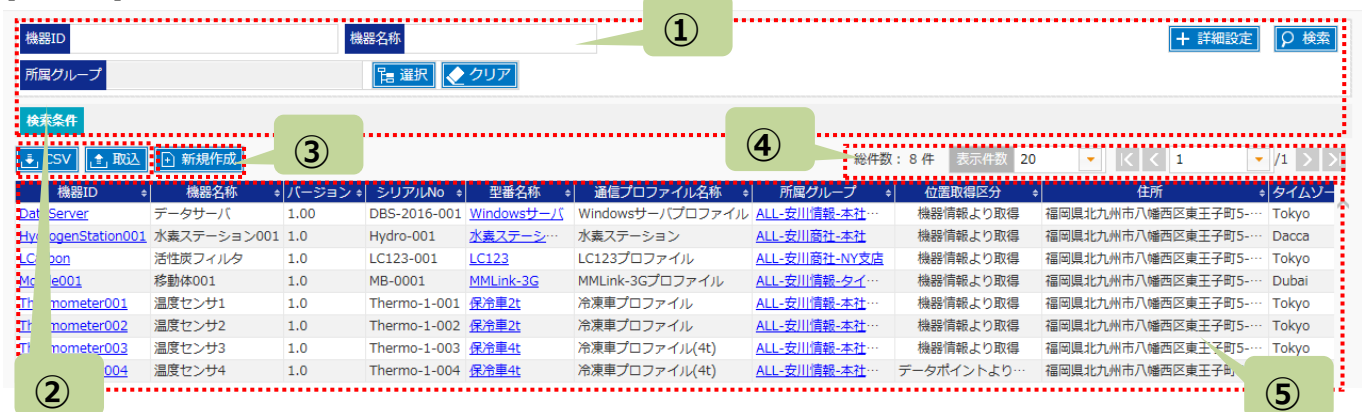 ①
機器ID 機器名称 + 詳細設定 検索
所属グループ 選択 クリア
検索条件
③ ④
CSV 取込 新規作成 総件数: 8 件 表示件数 20 1 /1
機器ID 機器名称 バージョン シリアルNo 型番名称 通信プロファイル名称 所属グループ 位置取得区分 住所 タイムゾー
Data Server データサーバ 1.00 DBS-2016-001 Windowsサーバ Windowsサーバプロファイル ALL-安川情報-本社… 機器情報より取得 福岡県北九州市八幡西区東王子町5-… Tokyo
HydrogenStation001 水素ステーション001 1.0 Hydro-001 水素ステーシ… 水素ステーション ALL-安川商社-本社 機器情報より取得 福岡県北九州市八幡西区東王子町5-… Dacca
LCarbon 活性炭フィルタ 1.0 LC123-001 LC123 LC123プロファイル ALL-安川商社-NY支店 機器情報より取得 福岡県北九州市八幡西区東王子町5-… Tokyo
001 移動体001 1.0 MB-0001 MMLink-3G MMLink-3Gプロファイル ALL-安川情報-タイ… 機器情報より取得 福岡県北九州市八幡西区東王子町5-… Dubai
Thermometer001 温度センサ1 1.0 Thermo-1-001 保冷車2t 冷凍車プロファイル ALL-安川情報-本社… 機器情報より取得 福岡県北九州市八幡西区東王子町5-… Tokyo
Thermometer002 温度センサ2 1.0 Thermo-1-002 保冷車2t 冷凍車プロファイル ALL-安川情報-本社… 機器情報より取得 福岡県北九州市八幡西区東王子町5-… Tokyo
Thermometer003 温度センサ3 1.0 Thermo-1-003 保冷車4t 冷凍車プロファイル(4t) ALL-安川情報-本社… 機器情報より取得 福岡県北九州市八幡西区東王子町5-… Tokyo
004 温度センサ4 1.0 Thermo-1-004 保冷車4t 冷凍車プロファイル(4t) ALL-安川情報-本社… データポイントより… 福岡県北九州市八幡西区東王子町
② ⑤